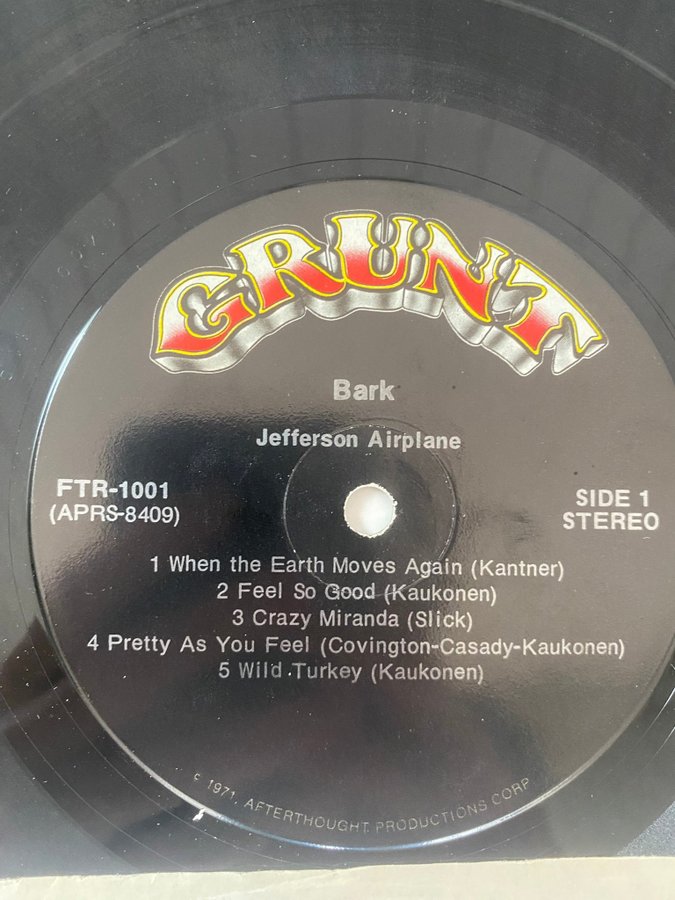 GRUNT
Bark
Jefferson Airplane
FTR-1001
(APRS-8409)
SIDE 1
STEREO
1 When the Earth Moves Again (Kantner)
2 Feel So Good (Kaukonen)
3 Crazy Miranda (Slick)
4 Pretty As You Feel (Covington-Casady-Kaukonen)
5 Wild Turkey (Kaukonen)
c 1971, AFTERTHOUGHT PRODUCTIONS CORP